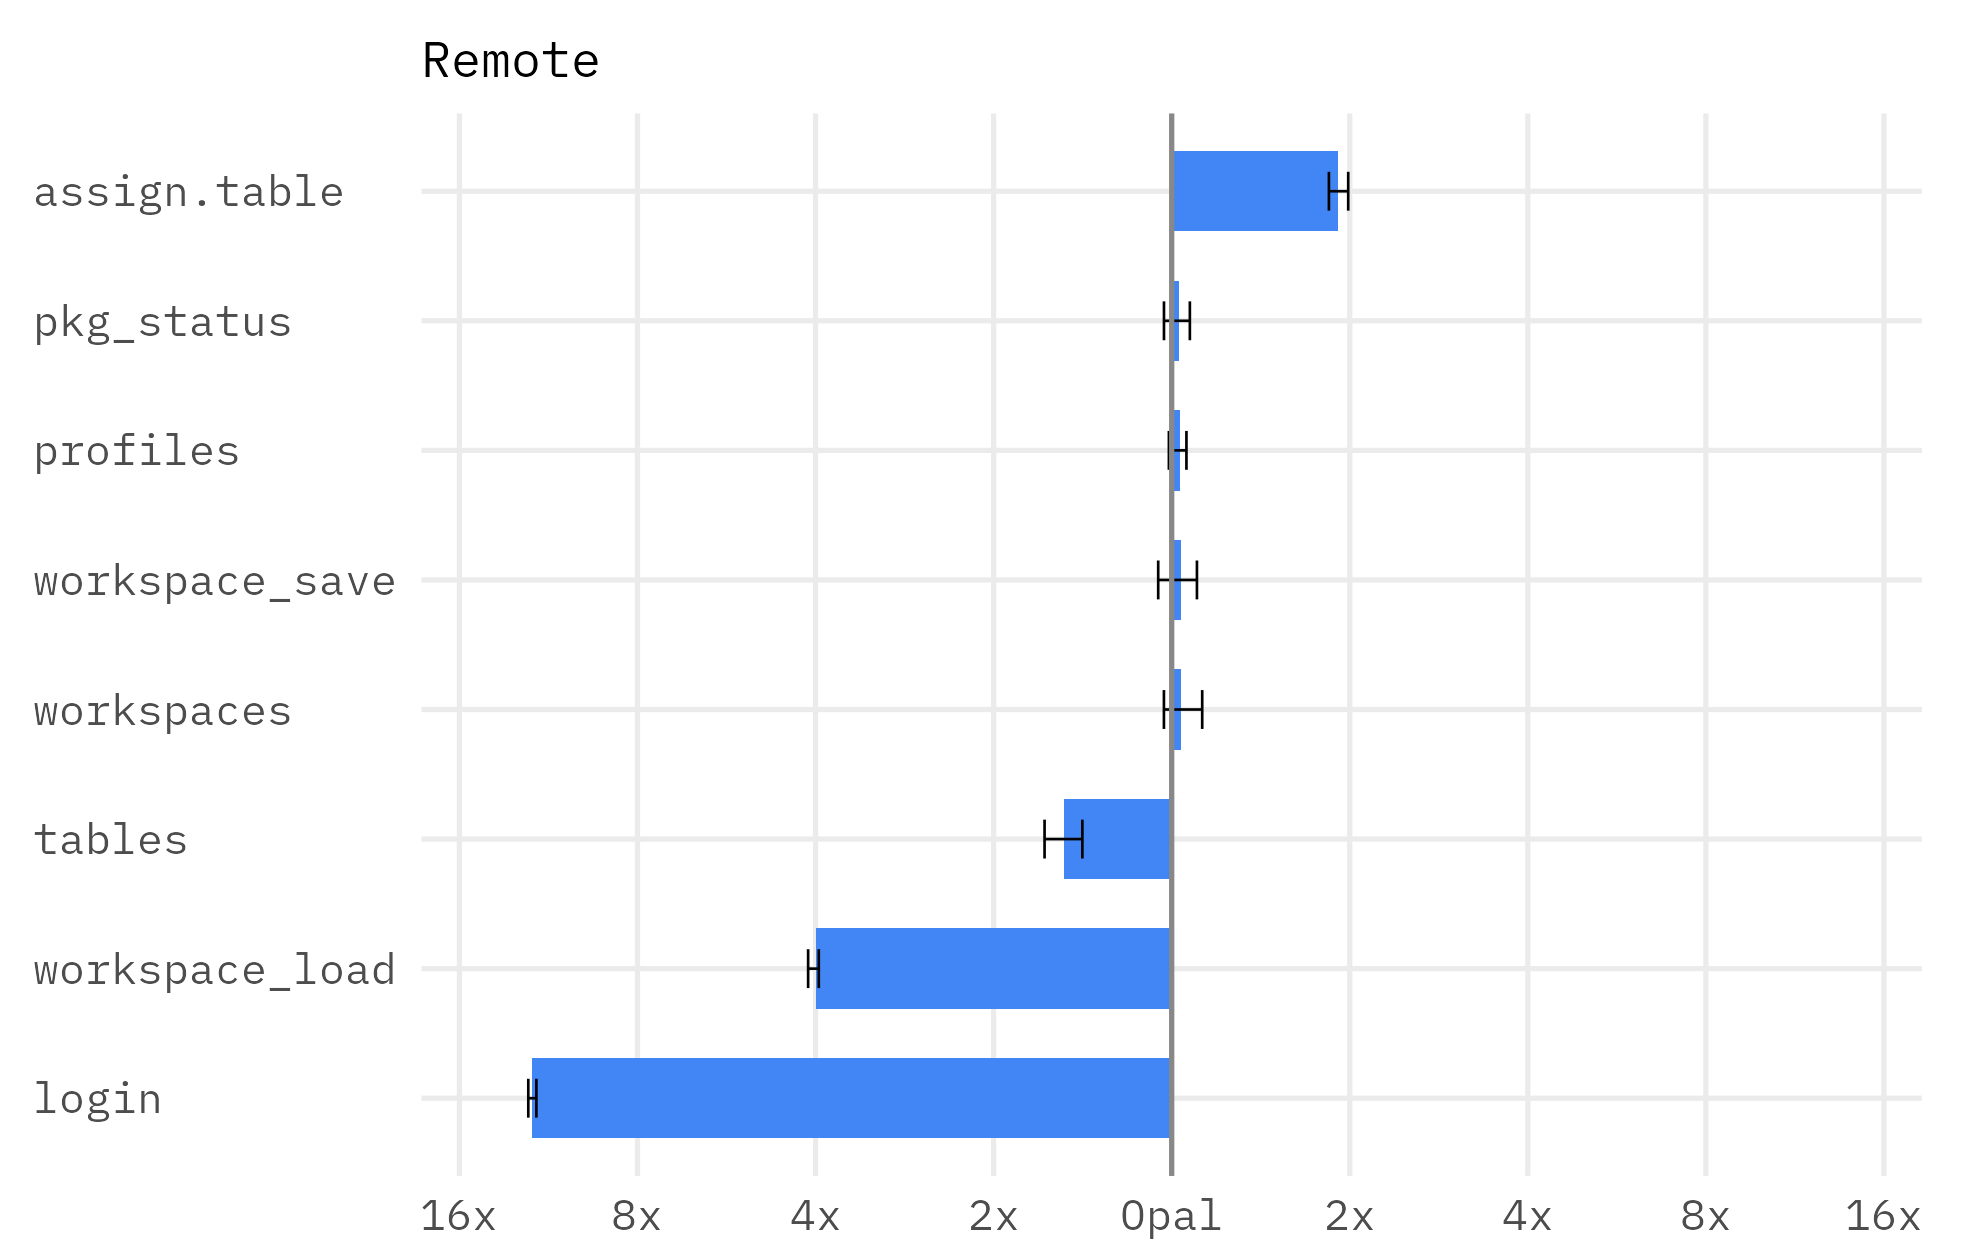 Remote
assign.table
pkg_status
profiles
workspace_save
workspaces
tables
workspace_load
login
16x 8x 4x 2x Opal 2x 4x 8x 16x